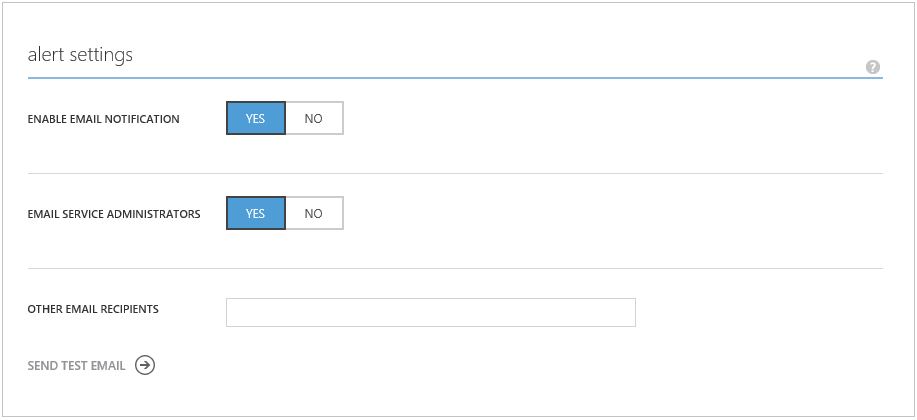 alert settings
?
ENABLE EMAIL NOTIFICATION YES NO
EMAIL SERVICE ADMINISTRATORS YES NO
OTHER EMAIL RECIPIENTS
SEND TEST EMAIL